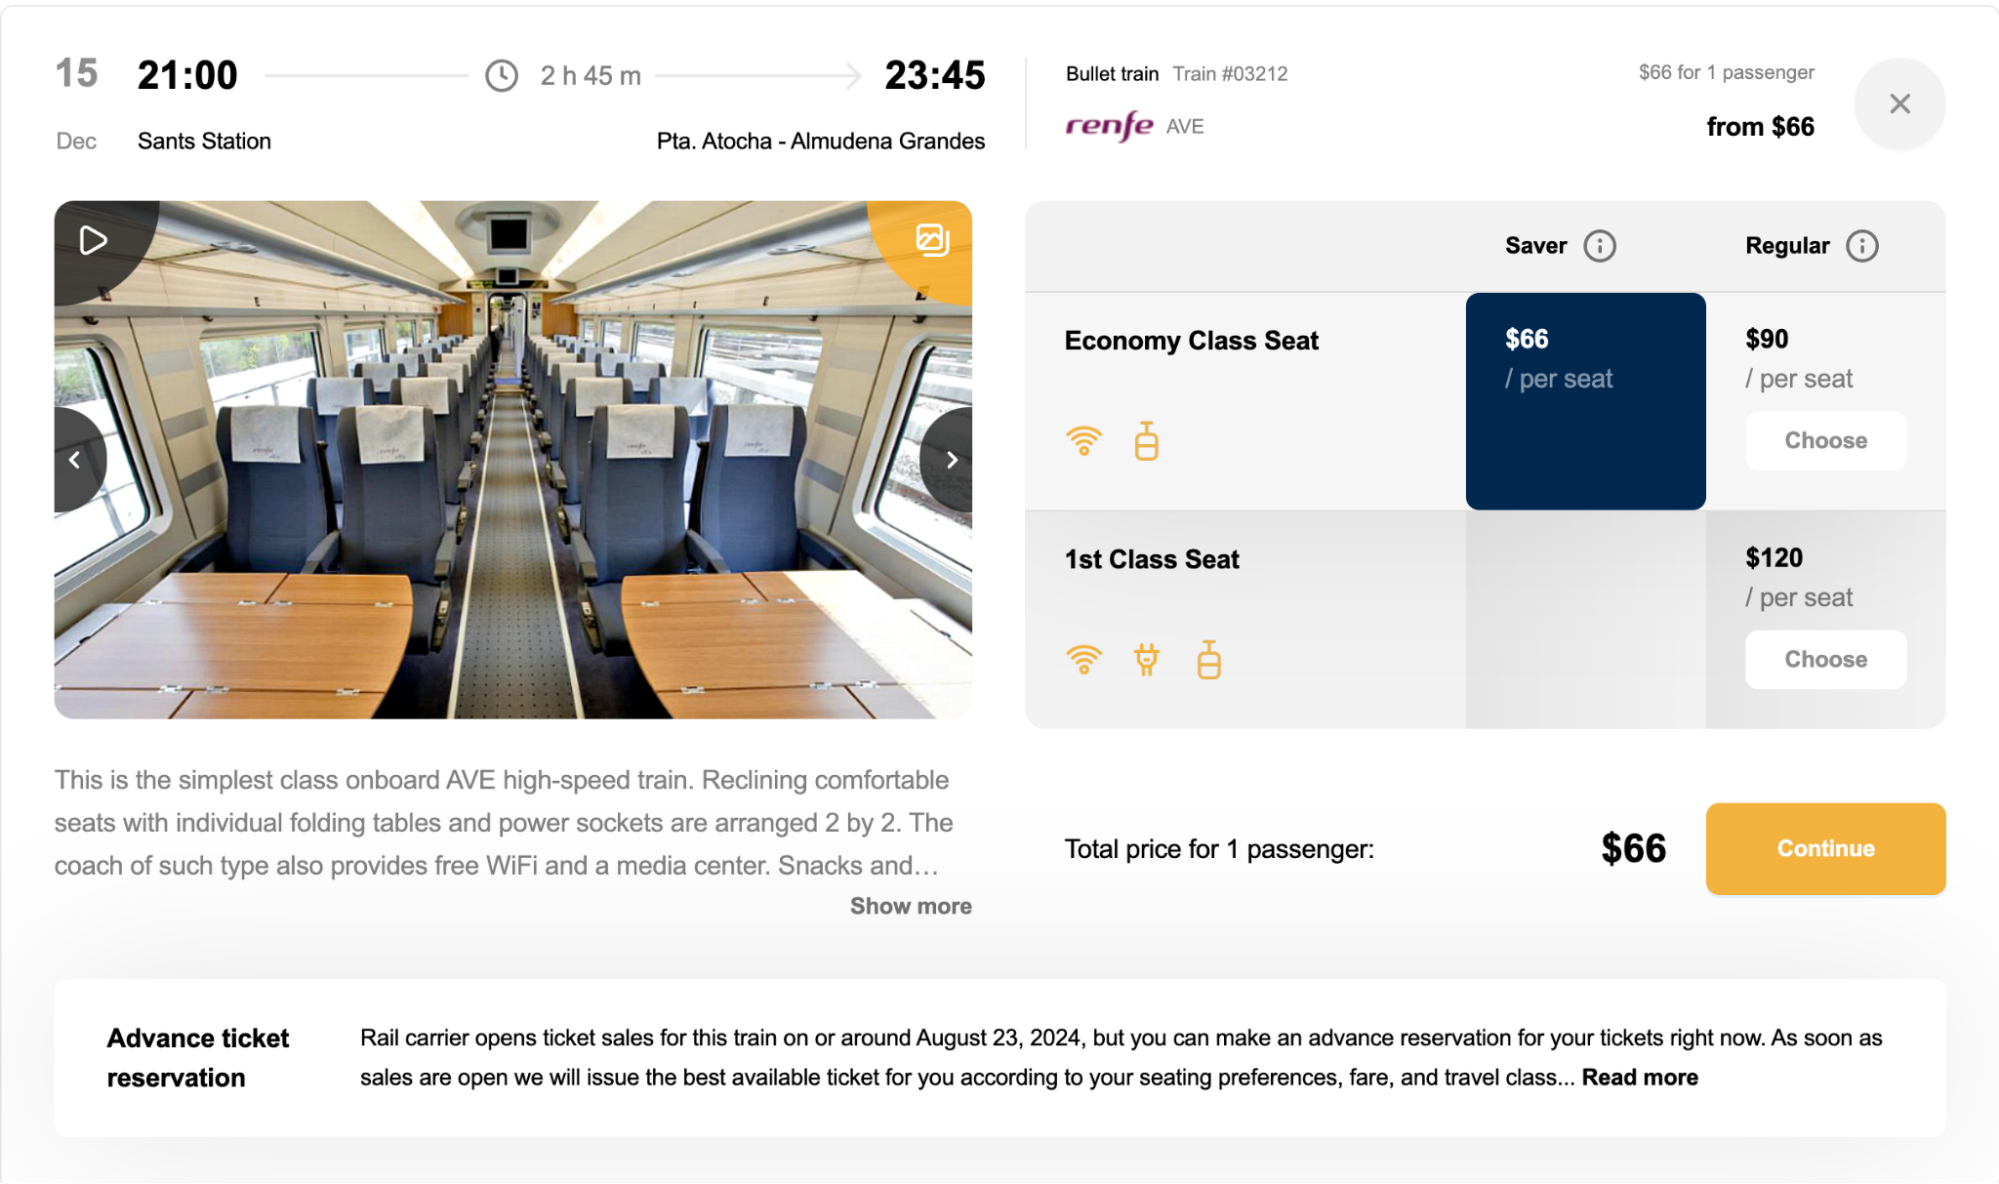 15 21:00 2 h 45 m 23:45
Dec Sants Station Pta. Atocha - Almudena Grandes
Bullet train Train #03212
renfe AVE
$66 for 1 passenger
from $66
Saver Regular
Economy Class Seat
$66
/ per seat
$90
/ per seat
Choose
1st Class Seat
$120
/ per seat
Choose
This is the simplest class onboard AVE high-speed train. Reclining comfortable
seats with individual folding tables and power sockets are arranged 2 by 2. The
coach of such type also provides free WiFi and a media center. Snacks and...
Show more
Total price for 1 passenger: $66
Continue
Advance ticket
reservation
Rail carrier opens ticket sales for this train on or around August 23, 2024, but you can make an advance reservation for your tickets right now. As soon as
sales are open we will issue the best available ticket for you according to your seating preferences, fare, and travel class... Read more